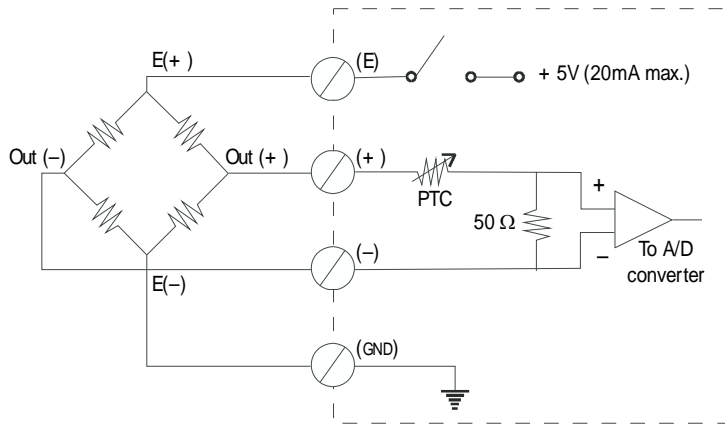 E(+ )
(E)
+ 5V (20mA max.)
Out (–)
Out (+ )
(+ )
PTC
50 Ω
+
–
To A/D
converter
(–)
E(–)
(GND)